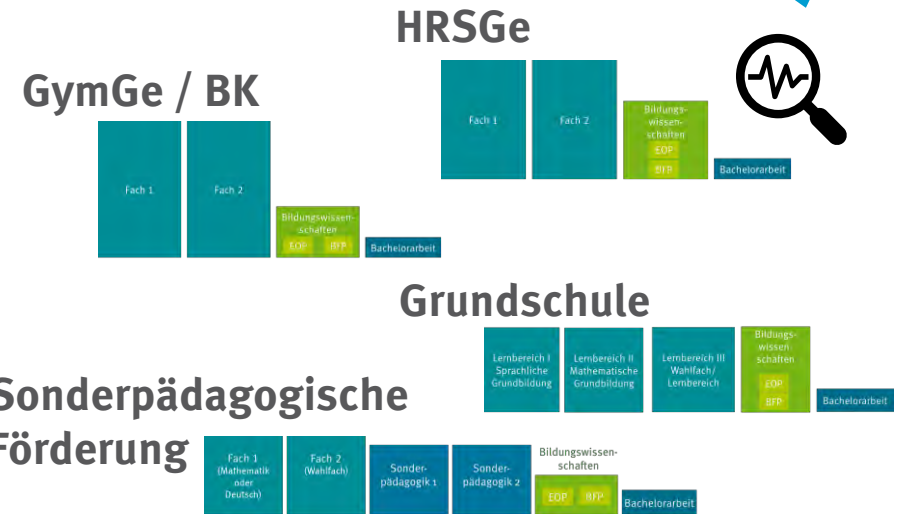 HRSGe
Fach 1
Fach 2
Bildungs-
wissen-
schaften
EOP
BFP
Bachelorarbeit
GymGe / BK
Fach 1
Fach 2
Bildungswissen-
schaften
EOP BFP
Bachelorarbeit
Grundschule
Lernbereich I
Sprachliche
Grundbildung
Lernbereich II
Mathematische
Grundbildung
Lernbereich III
Wahlfach/
Lernbereich
Bildungs-
wissen-
schaften
EOP
BFP
Bachelorarbeit
Sonderpädagogische
Förderung
Fach 1
(Mathematik
oder
Deutsch)
Fach 2
(Wahlfach)
Sonder-
pädagogik 1
Sonder-
pädagogik 2
Bildungswissen-
schaften
EOP BFP
Bachelorarbeit